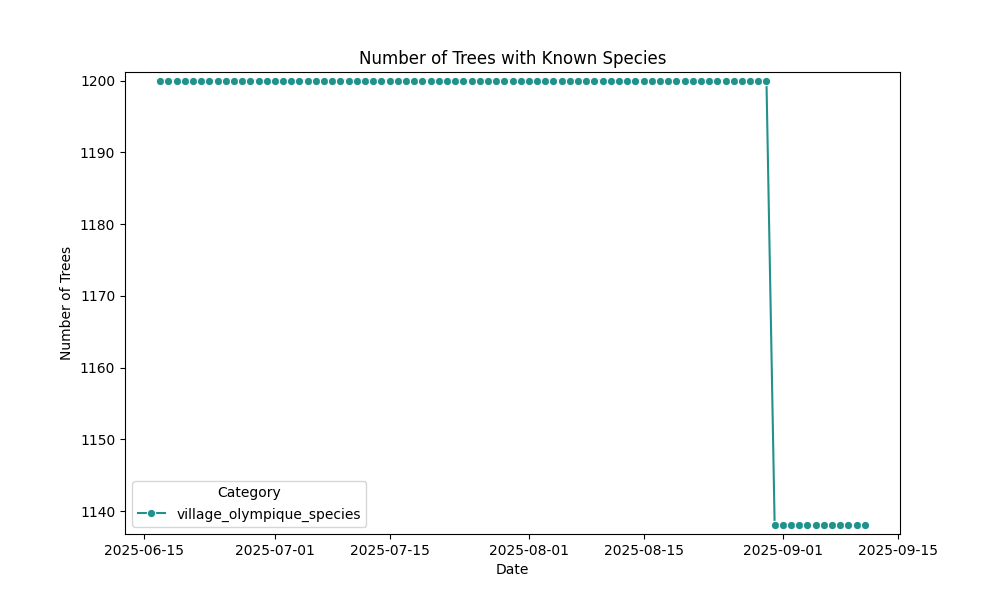 Number of Trees with Known Species
1200
1190
1180
1170
1160
1150
1140
Number of Trees
Category
village_olympique_species
2025-06-15
2025-07-01
2025-07-15
2025-08-01
2025-08-15
2025-09-01
2025-09-15
Date